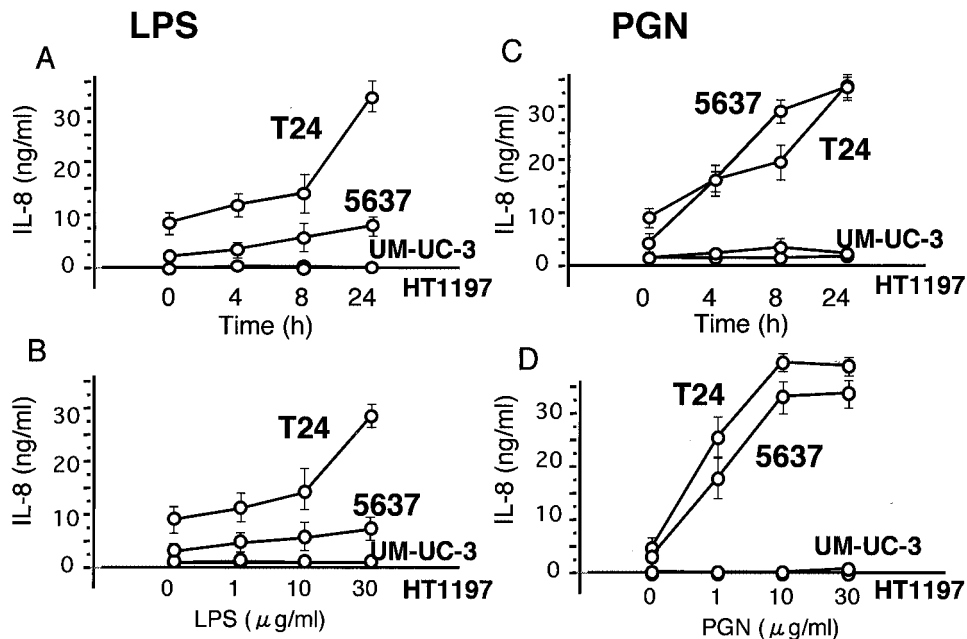 LPS
PGN
A
IL-8 (ng/ml)
30
20
10
0
T24
5637
UM-UC-3
HT1197
0 4 8 24
Time (h)
C
IL-8 (ng/ml)
30
20
10
0
5637
T24
UM-UC-3
HT1197
0 4 8 24
Time (h)
B
IL-8 (ng/ml)
30
20
10
0
T24
5637
UM-UC-3
HT1197
0 1 10 30
LPS (μg/ml)
D
IL-8 (ng/ml)
30
20
10
0
T24
5637
UM-UC-3
HT1197
0 1 10 30
PGN (μg/ml)